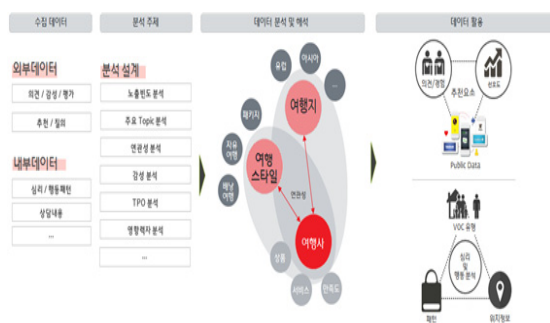 수집 데이터
분석 주제
데이터 분석 및 해석
데이터 활용
외부데이터
의견 / 감성 / 평가
추천 / 질의
내부데이터
심리 / 행동패턴
상담내용
...
분석 설계
노출빈도 분석
주요 Topic 분석
연관성 분석
감성 분석
TPO 분석
영향력자 분석
...
유럽
아시아
...
여행지
패키지
자유
여행
배낭
여행
여행
스타일
연관성
여행사
상품
서비스
만족도
의견/경험
선호도
추천요소
Public Data
VOC 유형
심리
및
행동 분석
패턴
위치정보